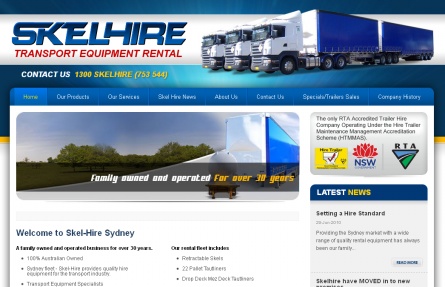 SKELHIRE
TRANSPORT EQUIPMENT RENTAL
CONTACT US 1300 SKELHIRE (753 544)
Home Our Products Our Services Skel Hire News About Us Contact Us Specials/Trailers Sales Company History
Family owned and operated For over 30 years
The only RTA Accredited Trailer Hire
Company Operating Under the Hire Trailer
Maintenance Management Accreditation
Scheme (HTMMAS).
Hire Trailer
NSW
GOVERNMENT
RTA
LATEST NEWS
Setting a Hire Standard
Providing the Sydney market with a wide
range of quality rental equipment has always
been our family..
READ MORE
Skelhire have MOVED in to new
Welcome to Skel-Hire Sydney
A family owned and operated business for over 30 years.
100% Australian Owned
Sydney fleet - Skel Hire provides quality hire
equipment for the transport industry.
Transport Equipment Specialists
Our rental fleet includes
Retractable Skels
22 Pallet Tautliners
Drop Deck Mez Deck Tautliners